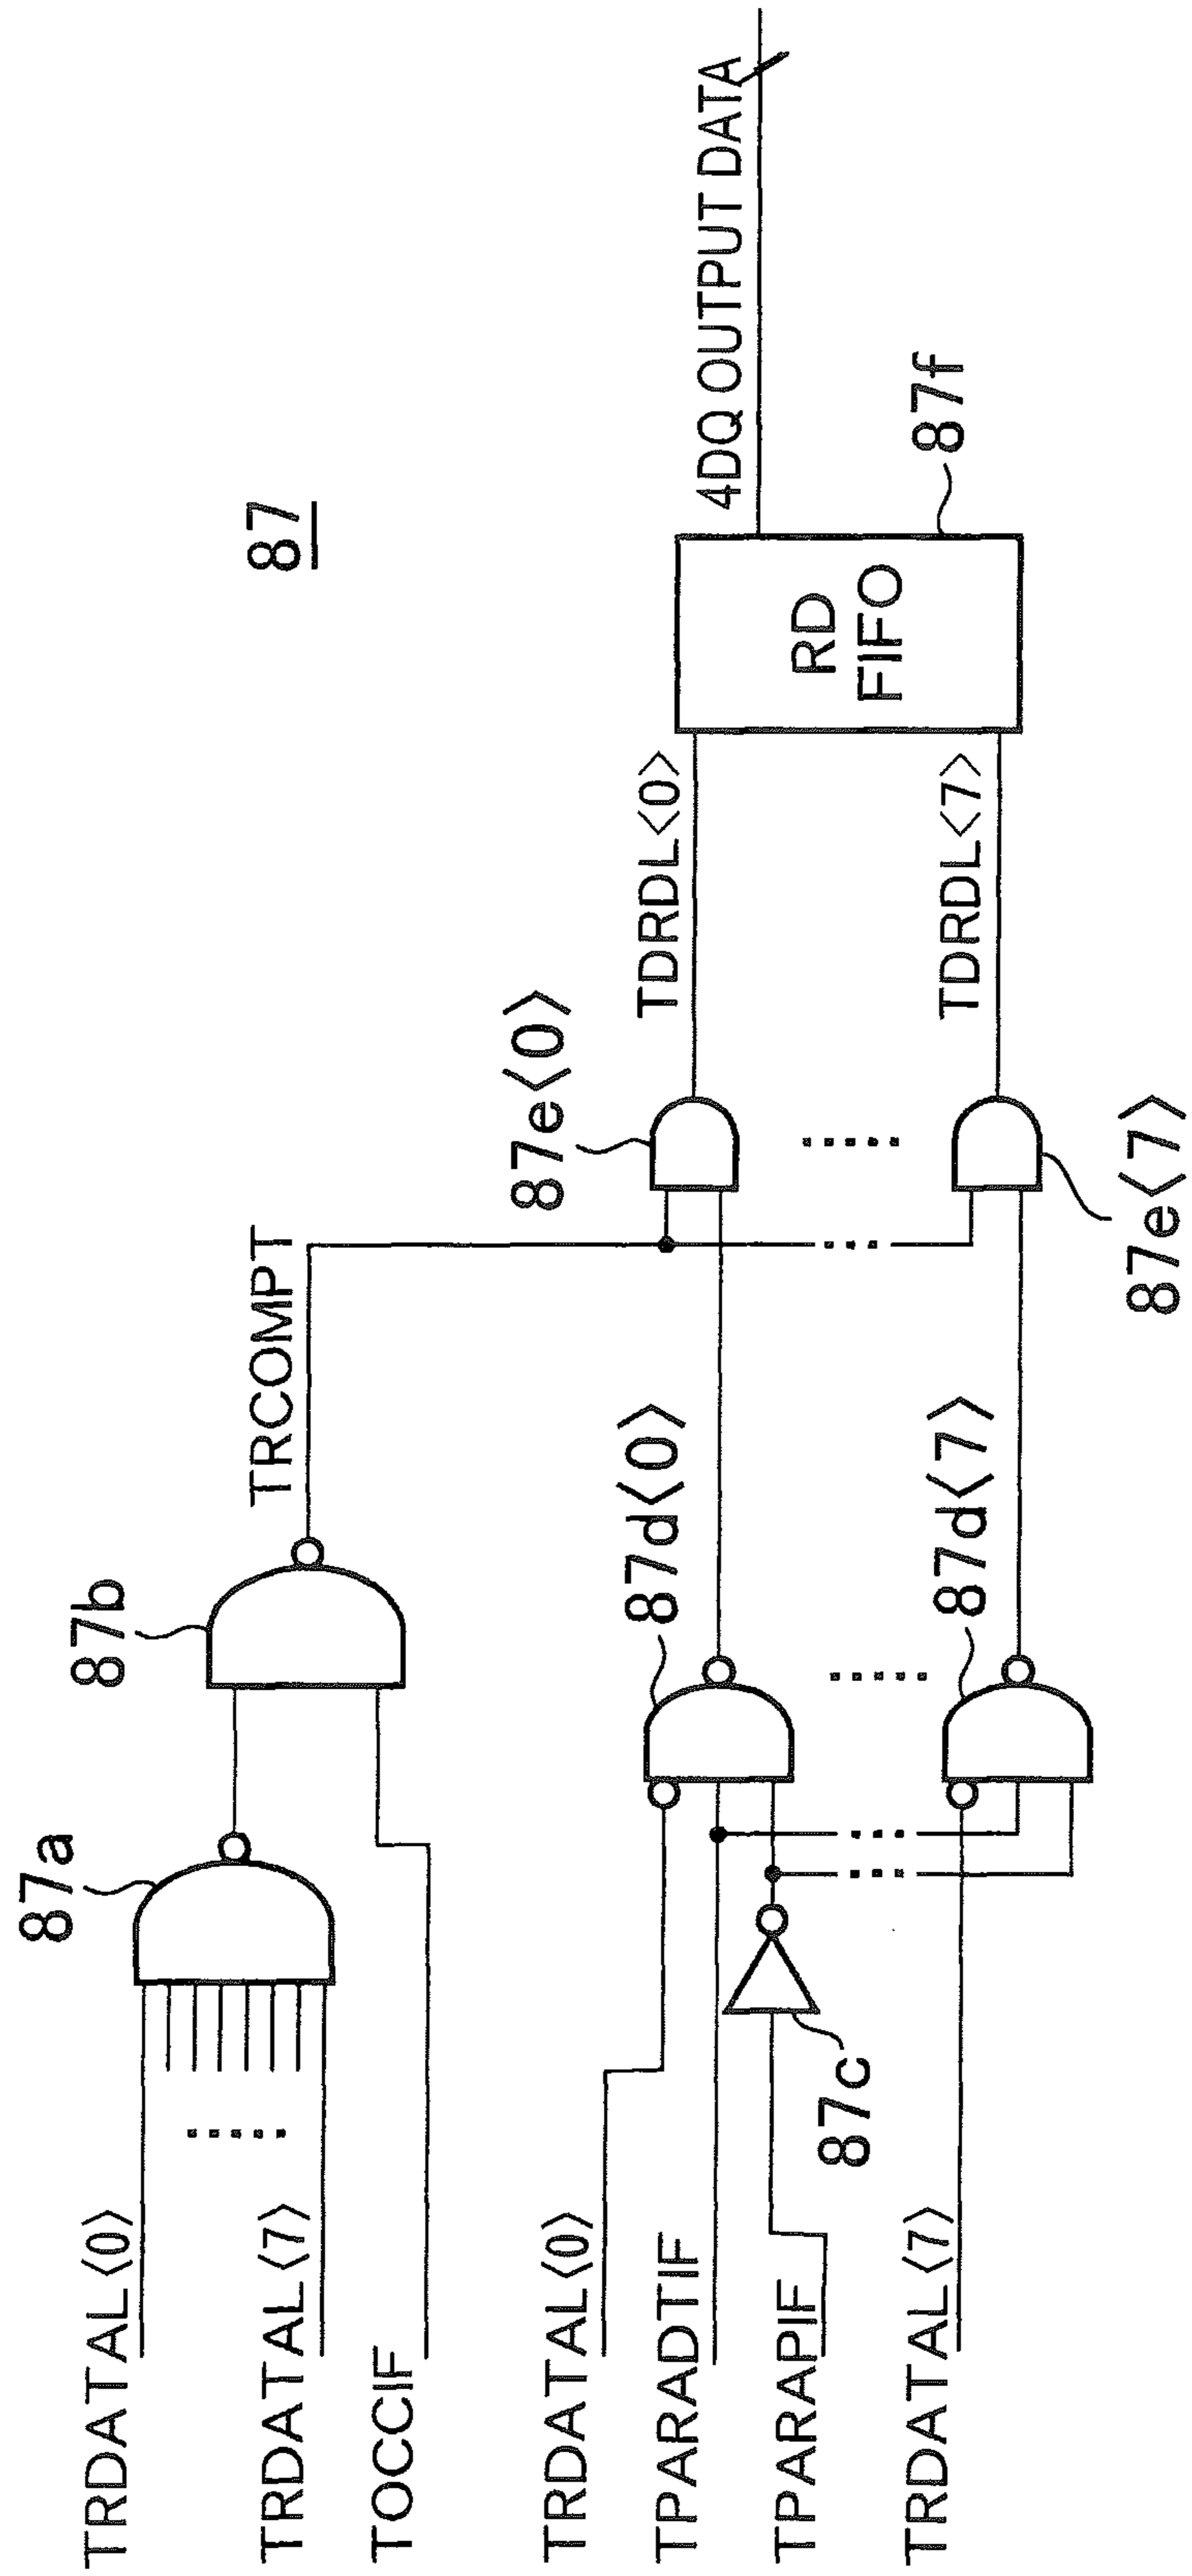 87
TRDATAL<0>
TRDATAL<7>
TOCCIF
87a
87b
TRCOMPT
TRDATAL<0>
TPARADTIF
TPARAPIF
TRDATAL<7>
87c
87d<0>
87d<7>
87e<0>
87e<7>
TDRDL<0>
TDRDL<7>
RD
FIFO
87f
4DQ OUTPUT DATA